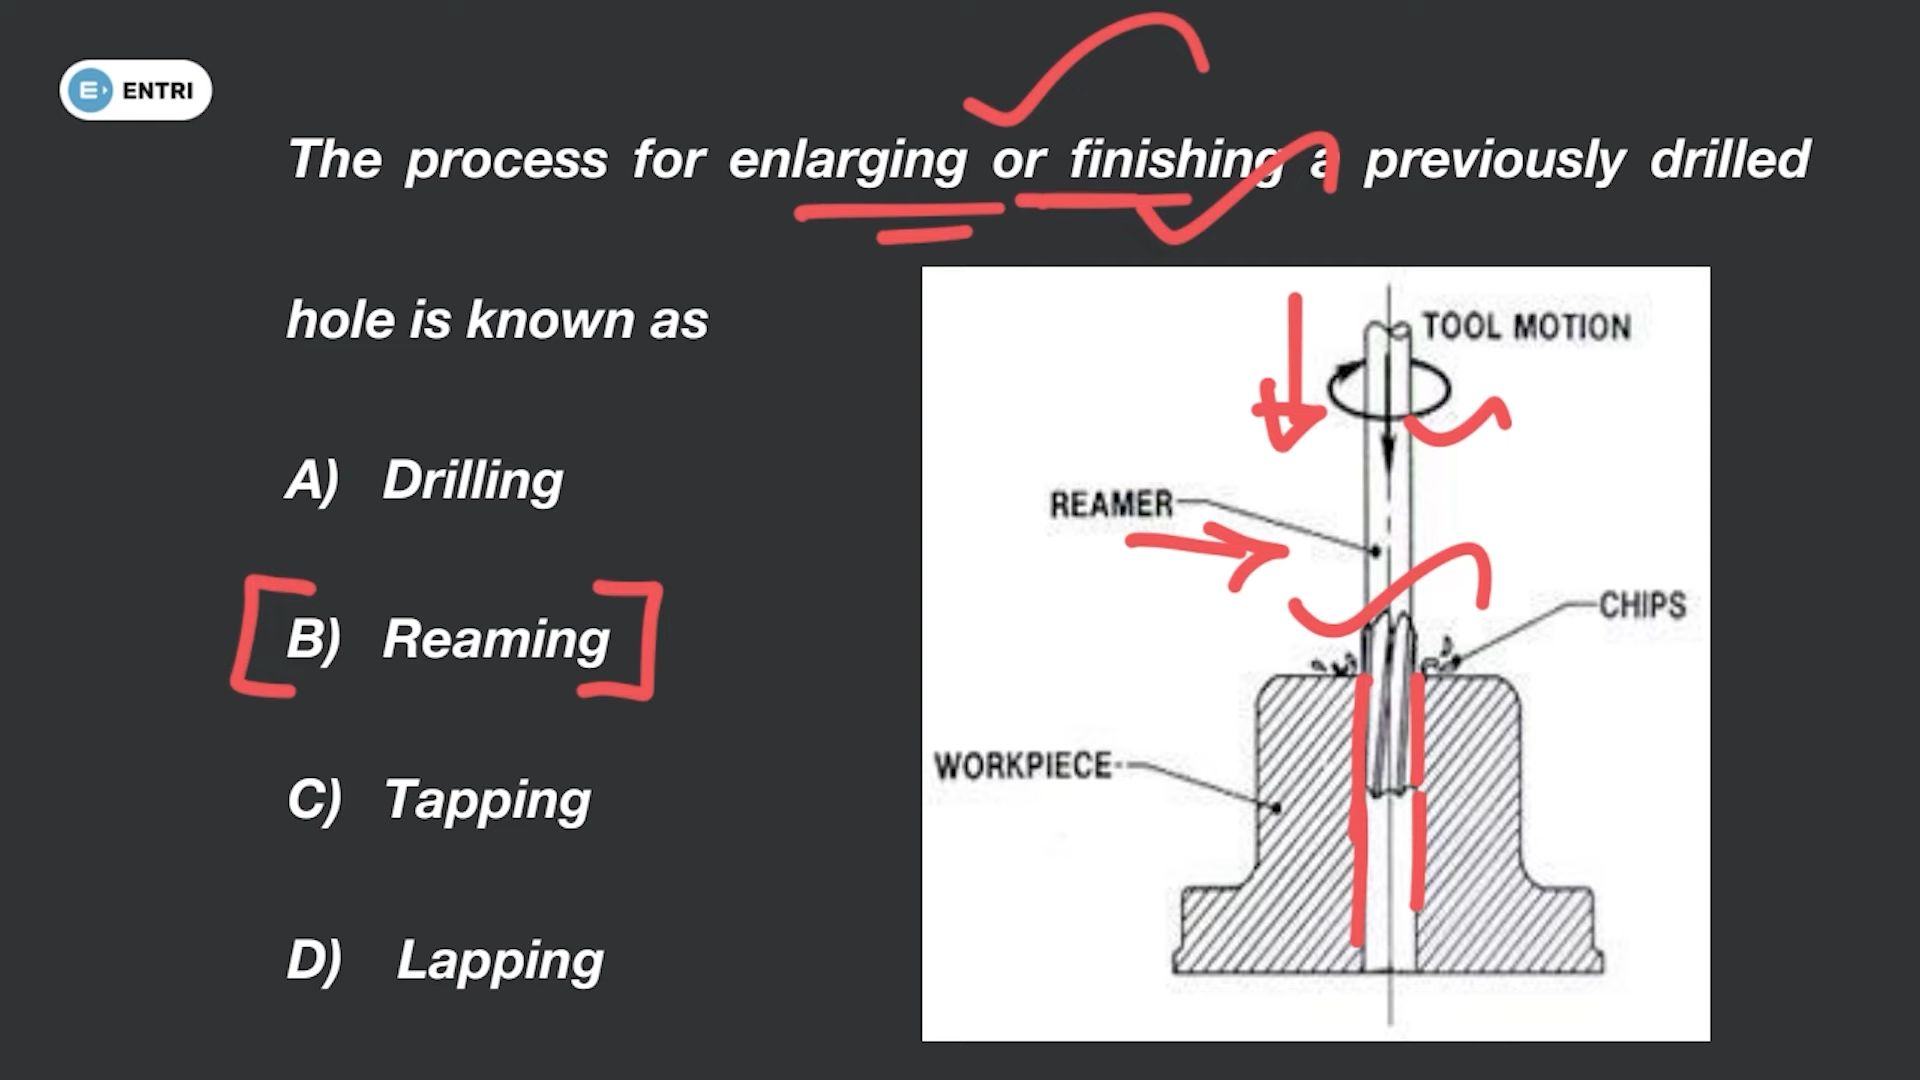 ENTRI
The process for enlarging or finishing a previously drilled
hole is known as
A) Drilling
B) Reaming
C) Tapping
D) Lapping
TOOL MOTION
REAMER
CHIPS
WORKPIECE